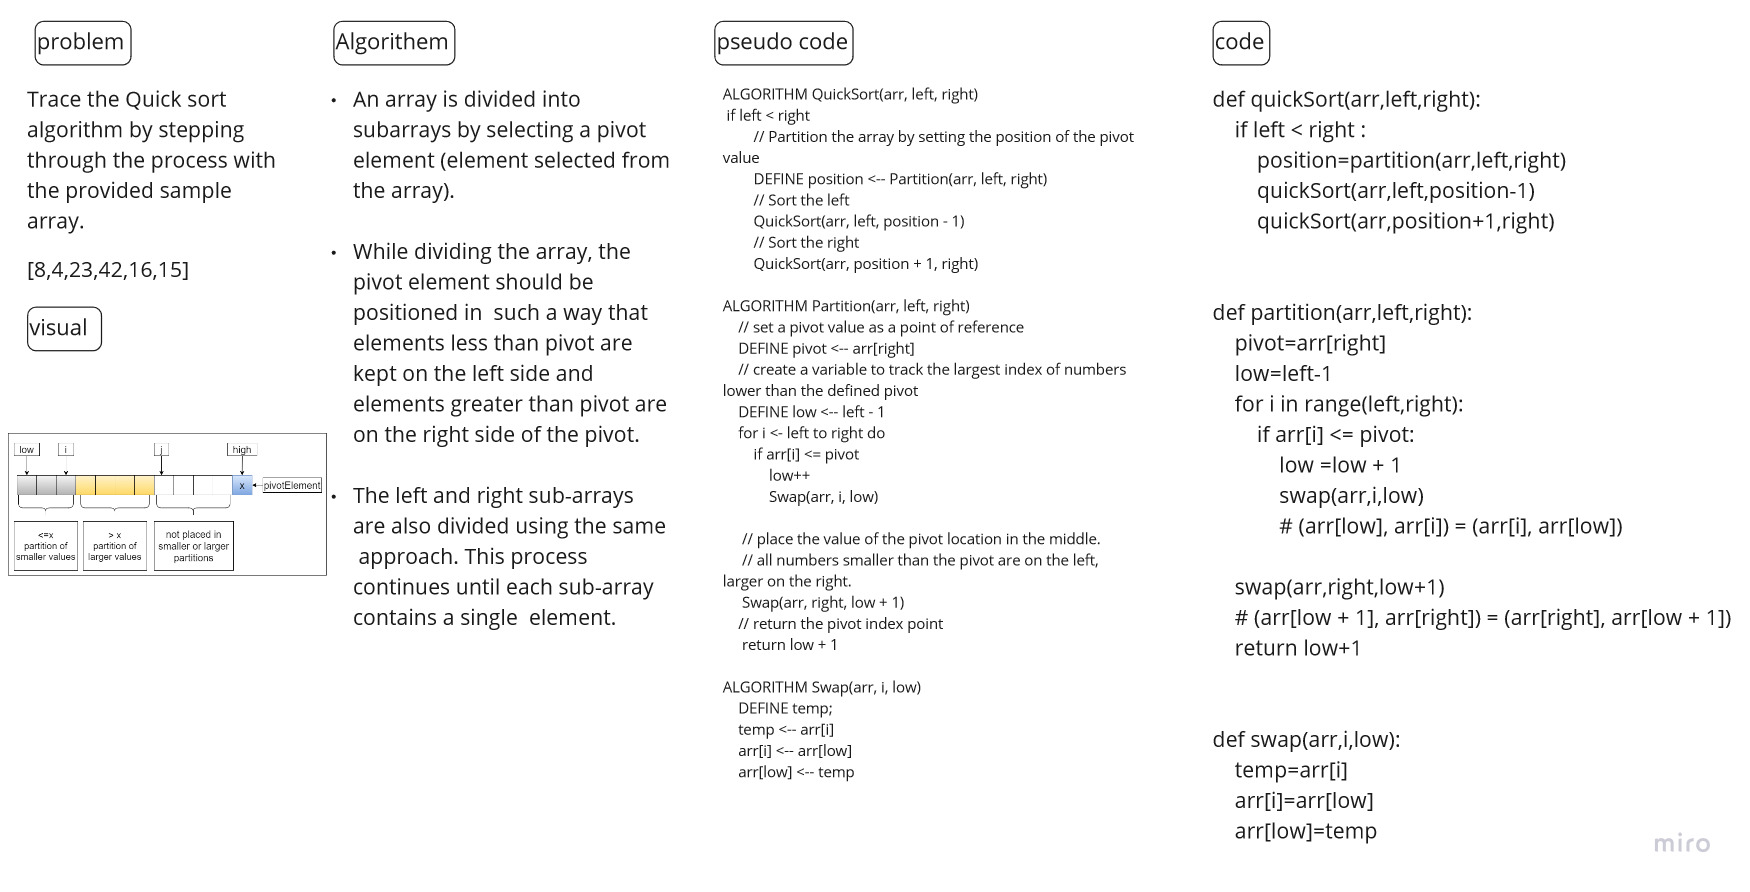 problem
Trace the Quick sort
algorithm by stepping
through the process with
the provided sample
array.
[8,4,23,42,16,15]
visual
low
i
j
high
x
pivotElement
<=x
partition of
smaller values
> x
partition of
larger values
not placed in
smaller or larger
partitions
Algorithem
• An array is divided into
subarrays by selecting a pivot
element (element selected from
the array).
• While dividing the array, the
pivot element should be
positioned in such a way that
elements less than pivot are
kept on the left side and
elements greater than pivot are
on the right side of the pivot.
• The left and right sub-arrays
are also divided using the same
approach. This process
continues until each sub-array
contains a single element.
pseudo code
ALGORITHM QuickSort(arr, left, right)
if left < right
// Partition the array by setting the position of the pivot
value
DEFINE position <-- Partition(arr, left, right)
// Sort the left
QuickSort(arr, left, position - 1)
// Sort the right
QuickSort(arr, position + 1, right)
ALGORITHM Partition(arr, left, right)
// set a pivot value as a point of reference
DEFINE pivot <-- arr[right]
// create a variable to track the largest index of numbers
lower than the defined pivot
DEFINE low <-- left - 1
for i <- left to right do
if arr[i] <= pivot
low++
Swap(arr, i, low)
// place the value of the pivot location in the middle.
// all numbers smaller than the pivot are on the left,
larger on the right.
Swap(arr, right, low + 1)
// return the pivot index point
return low + 1
ALGORITHM Swap(arr, i, low)
DEFINE temp;
temp <-- arr[i]
arr[i] <-- arr[low]
arr[low] <-- temp
code
def quickSort(arr,left,right):
if left < right :
position=partition(arr,left,right)
quickSort(arr,left,position-1)
quickSort(arr,position+1,right)
def partition(arr,left,right):
pivot=arr[right]
low=left-1
for i in range(left,right):
if arr[i] <= pivot:
low =low + 1
swap(arr,i,low)
# (arr[low], arr[i]) = (arr[i], arr[low])
swap(arr,right,low+1)
# (arr[low + 1], arr[right]) = (arr[right], arr[low + 1])
return low+1
def swap(arr,i,low):
temp=arr[i]
arr[i]=arr[low]
arr[low]=temp
miro